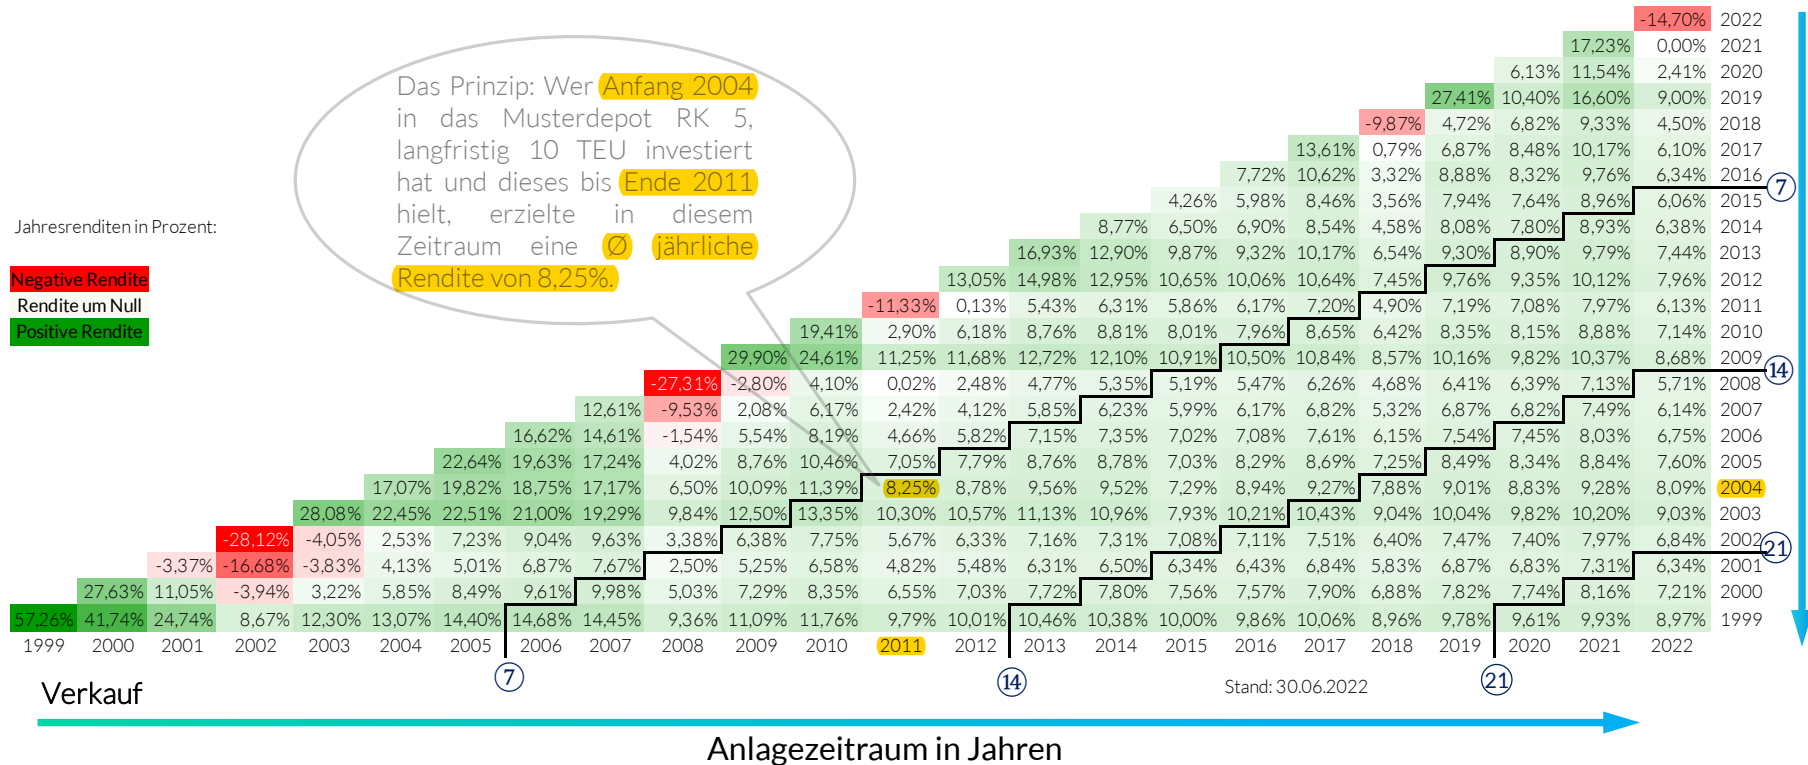 -14,70% 2022
17,23% 0,00% 2021
6,13% 11,54% 2,41% 2020
27,41% 10,40% 16,60% 9,00% 2019
-9,87% 4,72% 6,82% 9,33% 4,50% 2018
13,61% 0,79% 6,87% 8,48% 10,17% 6,10% 2017
7,72% 10,62% 3,32% 8,88% 8,32% 9,76% 6,34% 2016
7
4,26% 5,98% 8,46% 3,56% 7,94% 7,64% 8,96% 6,06% 2015
8,77% 6,50% 6,90% 8,54% 4,58% 8,08% 7,80% 8,93% 6,38% 2014
16,93% 12,90% 9,87% 9,32% 10,17% 6,54% 9,30% 8,90% 9,79% 7,44% 2013
13,05% 14,98% 12,95% 10,65% 10,06% 10,64% 7,45% 9,76% 9,35% 10,12% 7,96% 2012
-11,33% 0,13% 5,43% 6,31% 5,86% 6,17% 7,20% 4,90% 7,19% 7,08% 7,97% 6,13% 2011
19,41% 2,90% 6,18% 8,76% 8,81% 8,01% 7,96% 8,65% 6,42% 8,35% 8,15% 8,88% 7,14% 2010
29,90% 24,61% 11,25% 11,68% 12,72% 12,10% 10,91% 10,50% 10,84% 8,57% 10,16% 9,82% 10,37% 8,68% 2009
14
-27,31% -2,80% 4,10% 0,02% 2,48% 4,77% 5,35% 5,19% 5,47% 6,26% 4,68% 6,41% 6,39% 7,13% 5,71% 2008
12,61% -9,53% 2,08% 6,17% 2,42% 4,12% 5,85% 6,23% 5,99% 6,17% 6,82% 5,32% 6,87% 6,82% 7,49% 6,14% 2007
16,62% 14,61% -1,54% 5,54% 8,19% 4,66% 5,82% 7,15% 7,35% 7,02% 7,08% 7,61% 6,15% 7,54% 7,45% 8,03% 6,75% 2006
22,64% 19,63% 17,24% 4,02% 8,76% 10,46% 7,05% 7,79% 8,76% 8,78% 7,03% 8,29% 8,69% 7,25% 8,49% 8,34% 8,84% 7,60% 2005
17,07% 19,82% 18,75% 17,17% 6,50% 10,09% 11,39% 8,25% 8,78% 9,56% 9,52% 7,29% 8,94% 9,27% 7,88% 9,01% 8,83% 9,28% 8,09% 2004
28,08% 22,45% 22,51% 21,00% 19,29% 9,84% 12,50% 13,35% 10,30% 10,57% 11,13% 10,96% 7,93% 10,21% 10,43% 9,04% 10,04% 9,82% 10,20% 9,03% 2003
-28,12% -4,05% 2,53% 7,23% 9,04% 9,63% 3,38% 6,38% 7,75% 5,67% 6,33% 7,16% 7,31% 7,08% 7,11% 7,51% 6,40% 7,47% 7,40% 7,97% 6,84% 2002
21
-3,37% -16,68% -3,83% 4,13% 5,01% 6,87% 7,67% 2,50% 5,25% 6,58% 4,82% 5,48% 6,31% 6,50% 6,34% 6,43% 6,84% 5,83% 6,87% 6,83% 7,31% 6,34% 2001
27,63% 11,05% -3,94% 3,22% 5,85% 8,49% 9,61% 9,98% 5,03% 7,29% 8,35% 6,55% 7,03% 7,72% 7,80% 7,56% 7,57% 7,90% 6,88% 7,82% 7,74% 8,16% 7,21% 2000
57,26% 41,74% 24,74% 8,67% 12,30% 13,07% 14,40% 14,68% 14,45% 9,36% 11,09% 11,76% 9,79% 10,01% 10,46% 10,38% 10,00% 9,86% 10,06% 8,96% 9,78% 9,61% 9,93% 8,97% 1999
1999 2000 2001 2002 2003 2004 2005 2006 2007 2008 2009 2010 2011 2012 2013 2014 2015 2016 2017 2018 2019 2020 2021 2022
7 14 21
Das Prinzip: Wer Anfang 2004
in das Musterdepot RK 5,
langfristig 10 TEU investiert
hat und dieses bis Ende 2011
hielt, erzielte in diesem
Zeitraum eine Ø jährliche
Rendite von 8,25%.
Jahresrenditen in Prozent:
Negative Rendite
Rendite um Null
Positive Rendite
Stand: 30.06.2022
Verkauf
Anlagezeitraum in Jahren